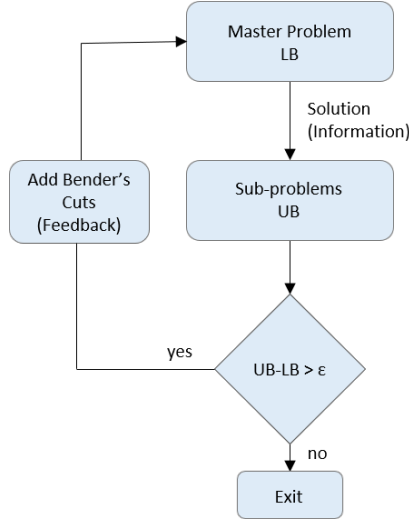 Master Problem
LB
Solution
(Information)
Add Bender's
Cuts
(Feedback)
Sub-problems
UB
yes
UB-LB > ε
no
Exit